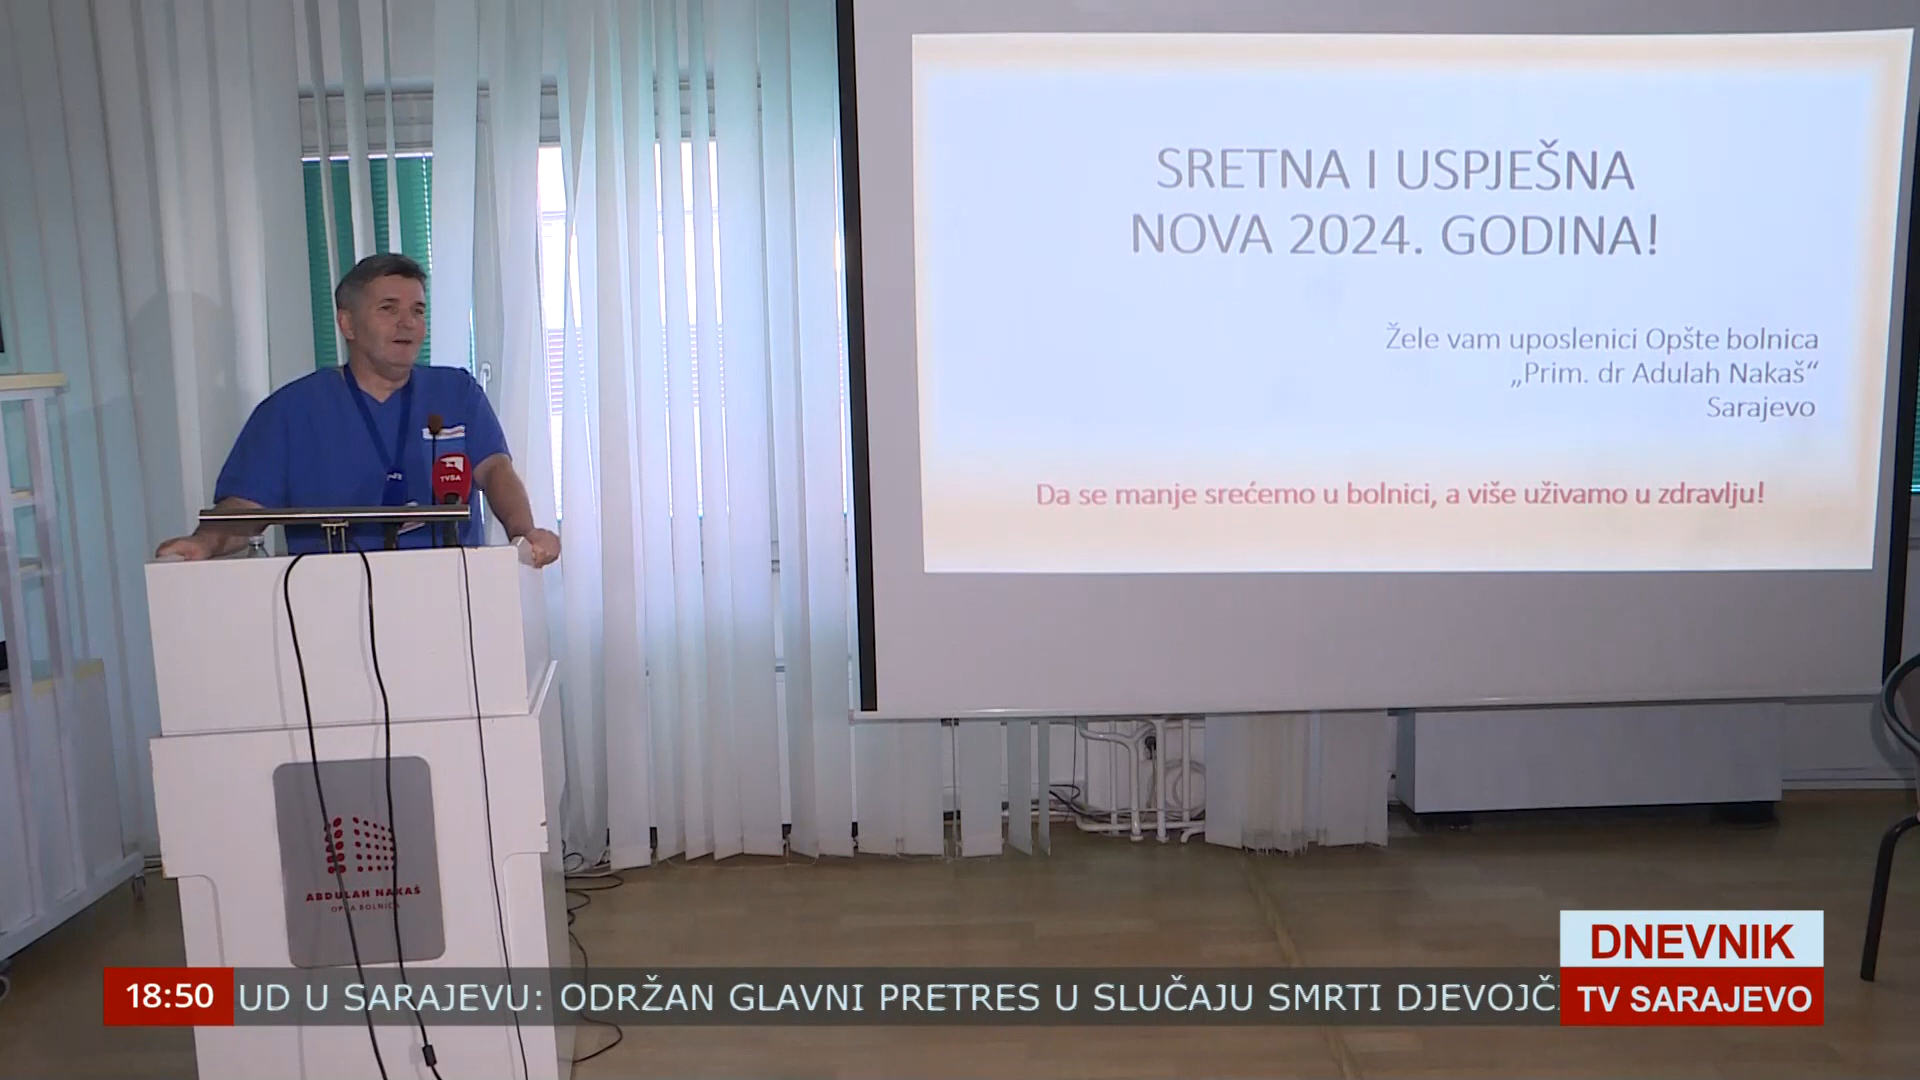 SRETNA I USPJEŠNA
NOVA 2024. GODINA!
Žele vam uposlenici Opšte bolnica
„Prim. dr Adulah Nakaš“
Sarajevo
Da se manje srećemo u bolnici, a više uživamo u zdravlju!
TVSA
ABDULAH NAKAŠ
BOLNICA
DNEVNIK
18:50 UD U SARAJEVU: ODRŽAN GLAVNI PRETRES U SLUČAJU SMRTI DJEVOJČ
TV SARAJEVO